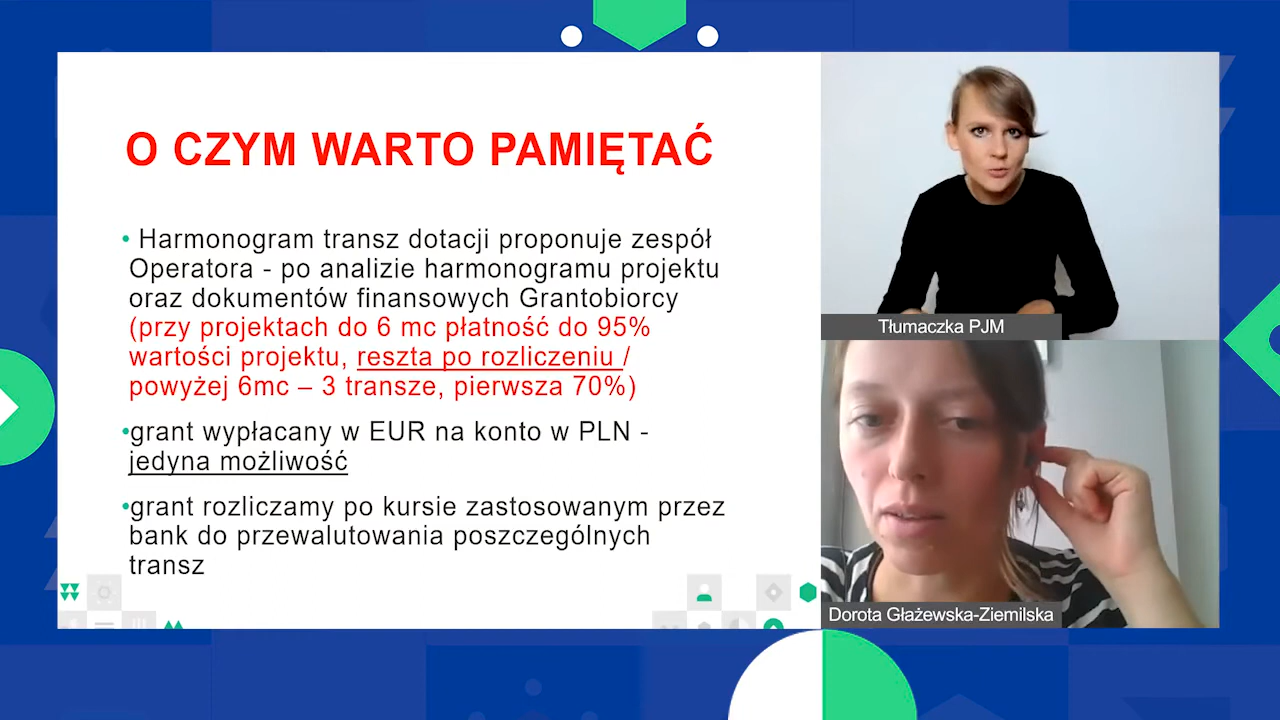 O CZYM WARTO PAMIĘTAĆ
• Harmonogram transz dotacji proponuje zespół
Operatora - po analizie harmonogramu projektu
oraz dokumentów finansowych Grantobiorcy
(przy projektach do 6 mc płatność do 95%
wartości projektu, reszta po rozliczeniu /
powyżej 6mc – 3 transze, pierwsza 70%)
•grant wypłacany w EUR na konto w PLN -
jedyna możliwość
•grant rozliczamy po kursie zastosowanym przez
bank do przewalutowania poszczególnych
transz
Tłumaczka PJM
Dorota Głażewska-Ziemilska